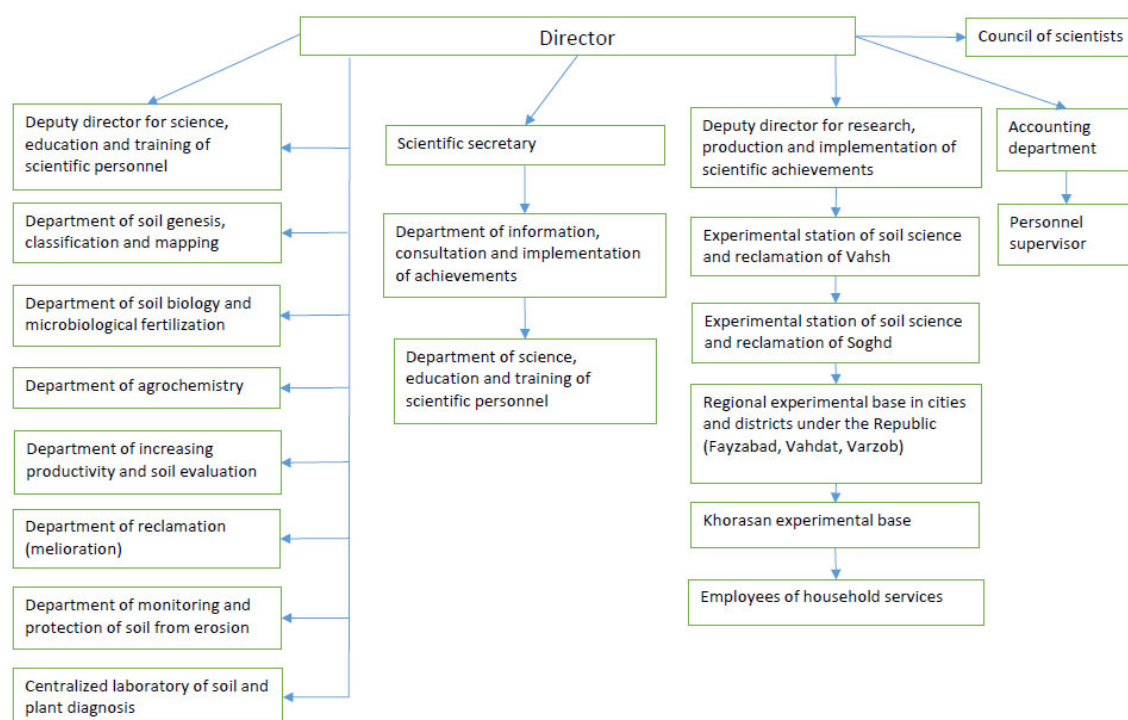 Director
Council of scientists
Deputy director for science,
education and training of
scientific personnel
Department of soil genesis,
classification and mapping
Department of soil biology and
microbiological fertilization
Department of agrochemistry
Department of increasing
productivity and soil evaluation
Department of reclamation
(melioration)
Department of monitoring and
protection of soil from erosion
Centralized laboratory of soil and
plant diagnosis
Scientific secretary
Department of information,
consultation and implementation
of achievements
Department of science,
education and training of
scientific personnel
Deputy director for research,
production and implementation of
scientific achievements
Experimental station of soil science
and reclamation of Vahsh
Experimental station of soil science
and reclamation of Soghd
Regional experimental base in cities
and districts under the Republic
(Fayzabad, Vahdat, Varzob)
Khorasan experimental base
Employees of household services
Accounting
department
Personnel
supervisor